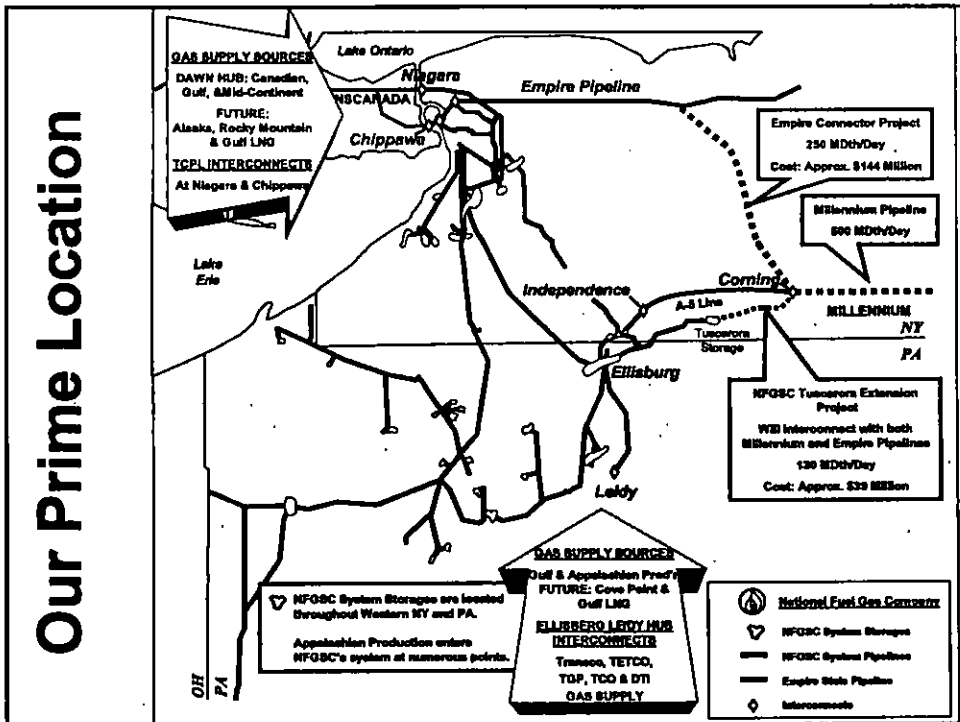 Our Prime Location
GAS SUPPLY SOURCES
DAWN HUB: Canadian,
Gulf, &Mid-Continent
FUTURE:
Alaska, Rocky Mountain
& Gulf LNG
TCPL INTERCONNECTS
At Niagara & Chippawa
Lake Ontario
Niagara
NSCANADA
Chippawa
Empire Pipeline
Empire Connector Project
250 MDth/Day
Cost: Approx. $144 Million
Millennium Pipeline
500 MDth/Day
Lake
Erie
Independence
Corning
A-5 Line
MILLENNIUM
Tuscarora
Storage
NY
PA
Ellisburg
NFGSC Tuscarora Extension
Project
Will Interconnect with both
Millennium and Empire Pipelines
130 MDth/Day
Cost: Approx. $39 Million
Leidy
GAS SUPPLY SOURCES
Gulf & Appalachian Prod'n
FUTURE: Cove Point &
Gulf LNG
ELLISBERG LEIDY HUB
INTERCONNECTS
Transco, TETCO,
TGP, TCO & DTI
GAS SUPPLY
NFGSC System Storages are located
throughout Western NY and PA.
Appalachian Production enters
NFGSC's system at numerous points.
OH
PA
National Fuel Gas Company
NFGSC System Storages
NFGSC System Pipelines
Empire State Pipeline
Interconnects